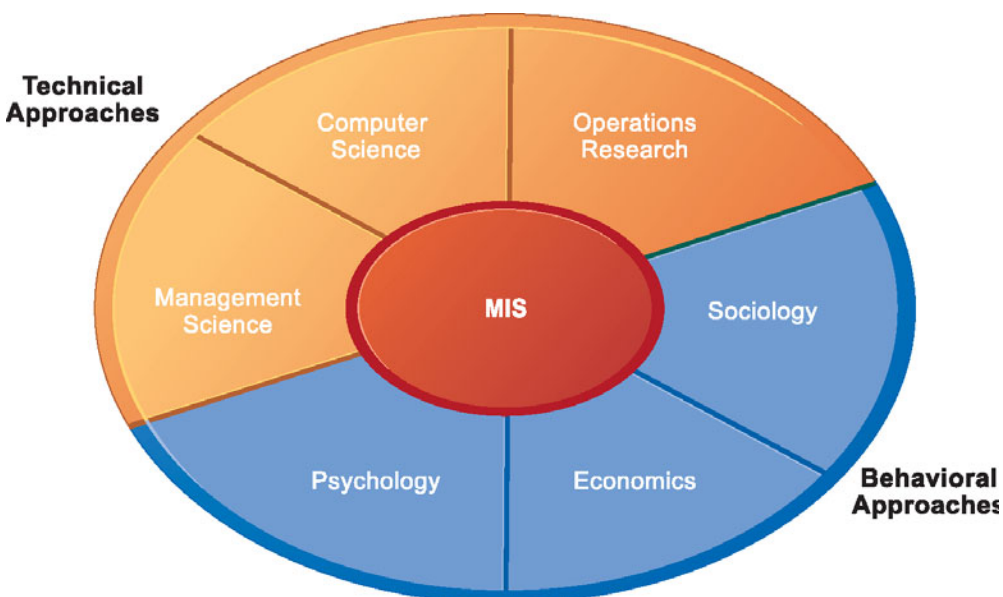 Technical
Approaches
Computer
Science
Operations
Research
Management
Science
MIS
Sociology
Psychology
Economics
Behavioral
Approaches